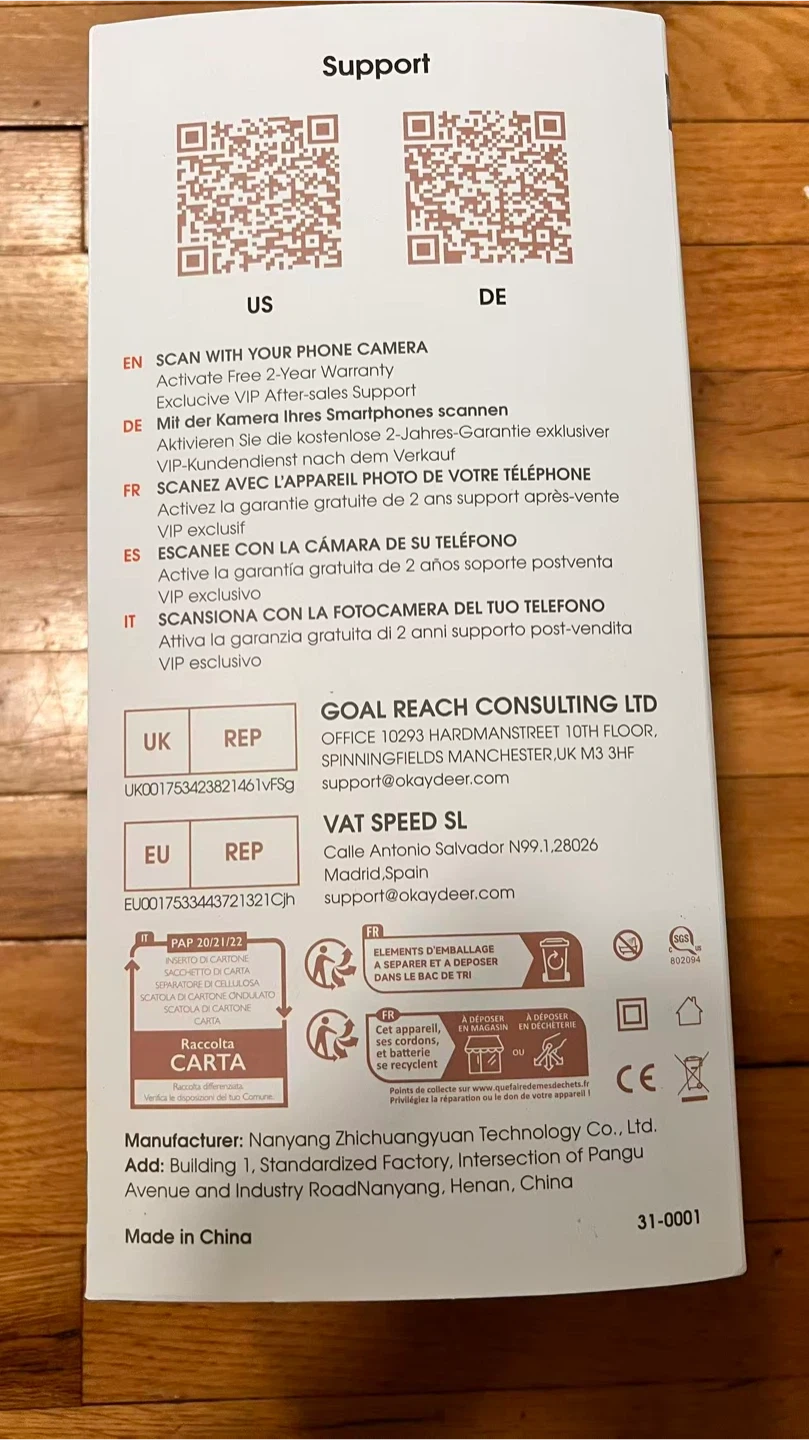 Support
US
DE
EN SCAN WITH YOUR PHONE CAMERA
Activate Free 2-Year Warranty
Exclucive VIP After-sales Support
DE Mit der Kamera Ihres Smartphones scannen
Aktivieren Sie die kostenlose 2-Jahres-Garantie exklusiver
VIP-Kundendienst nach dem Verkauf
FR SCANEZ AVEC L'APPAREIL PHOTO DE VOTRE TÉLÉPHONE
Activez la garantie gratuite de 2 ans support après-vente
VIP exclusif
ES ESCANEE CON LA CÁMARA DE SU TELÉFONO
Active la garantía gratuita de 2 años soporte postventa
VIP exclusivo
IT SCANSIONA CON LA FOTOCAMERA DEL TUO TELEFONO
Attiva la garanzia gratuita di 2 anni supporto post-vendita
VIP esclusivo
UK REP
UK001753423821461vFSg
GOAL REACH CONSULTING LTD
OFFICE 10293 HARDMANSTREET 10TH FLOOR,
SPINNINGFIELDS MANCHESTER,UK M3 3HF
support@okaydeer.com
EU REP
EU0017533443721321Cjh
VAT SPEED SL
Calle Antonio Salvador N99.1,28026
Madrid,Spain
support@okaydeer.com
IT
PAP 20/21/22
INSERTO DI CARTONE
SACCHETTO DI CARTA
SEPARATORE DI CELLULOSA
SCATOLA DI CARTONE ONDULATO
SCATOLA DI CARTONE
CARTA
Raccolta
CARTA
Raccolta differenziata.
Verifica le disposizioni del tuo Comune.
FR
ELEMENTS D'EMBALLAGE
A SEPARER ET A DEPOSER
DANS LE BAC DE TRI
FR
Cet appareil,
ses cordons,
et batterie
se recyclent
À DÉPOSER
EN MAGASIN
OU
À DÉPOSER
EN DÉCHÈTERIE
Points de collecte sur www.quefairedemesdechets.fr
Privilégiez la réparation ou le don de votre appareil !
SGS
C US
802094
CE
Manufacturer: Nanyang Zhichuangyuan Technology Co., Ltd.
Add: Building 1, Standardized Factory, Intersection of Pangu
Avenue and Industry RoadNanyang, Henan, China
Made in China
31-0001